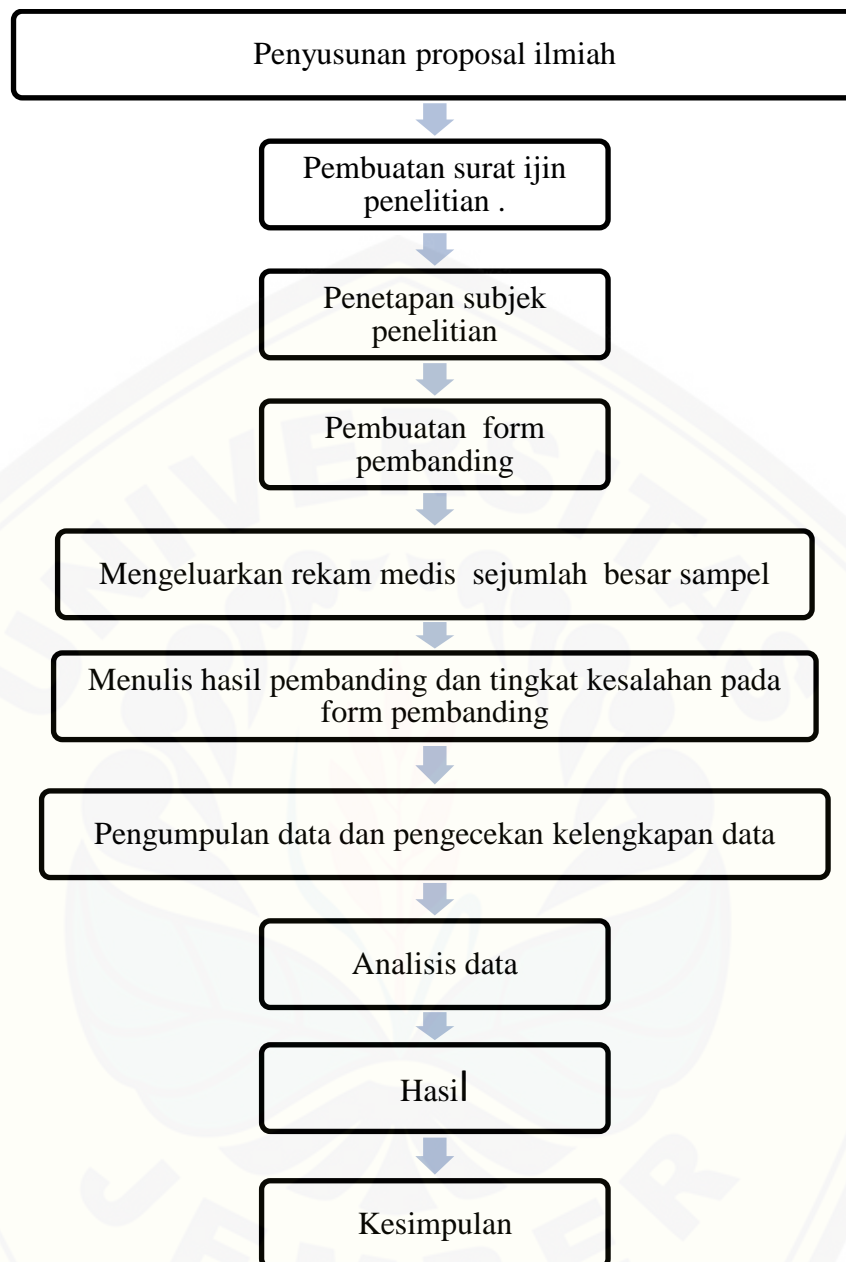 Penyusunan proposal ilmiah
Pembuatan surat ijin
penelitian .
Penetapan subjek
penelitian
Pembuatan  form
pembanding
Mengeluarkan rekam medis  sejumlah  besar sampel
Menulis hasil pembanding dan tingkat kesalahan pada
form pembanding
Pengumpulan data dan pengecekan kelengkapan data
Analisis data
Hasil
Kesimpulan
UNIVERSITAS
JEMBER